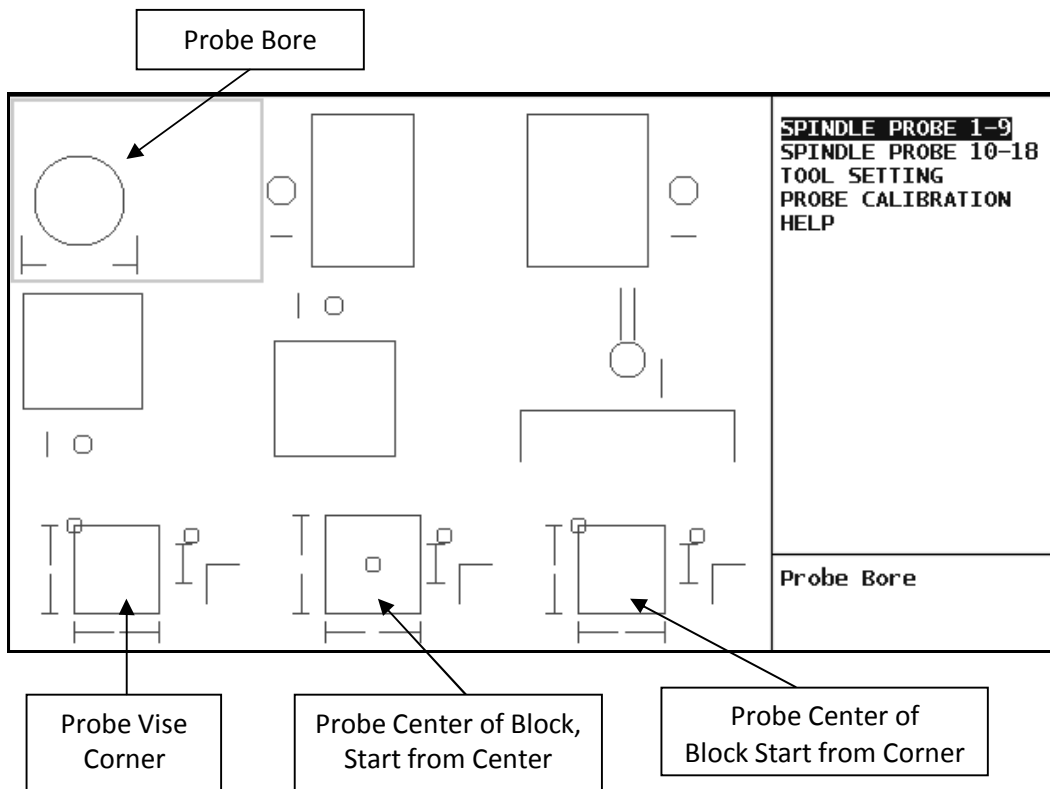 Probe Bore
SPINDLE PROBE 1-9
SPINDLE PROBE 10-18
TOOL SETTING
PROBE CALIBRATION
HELP
Probe Bore
Probe Vise
Corner
Probe Center of Block,
Start from Center
Probe Center of
Block Start from Corner